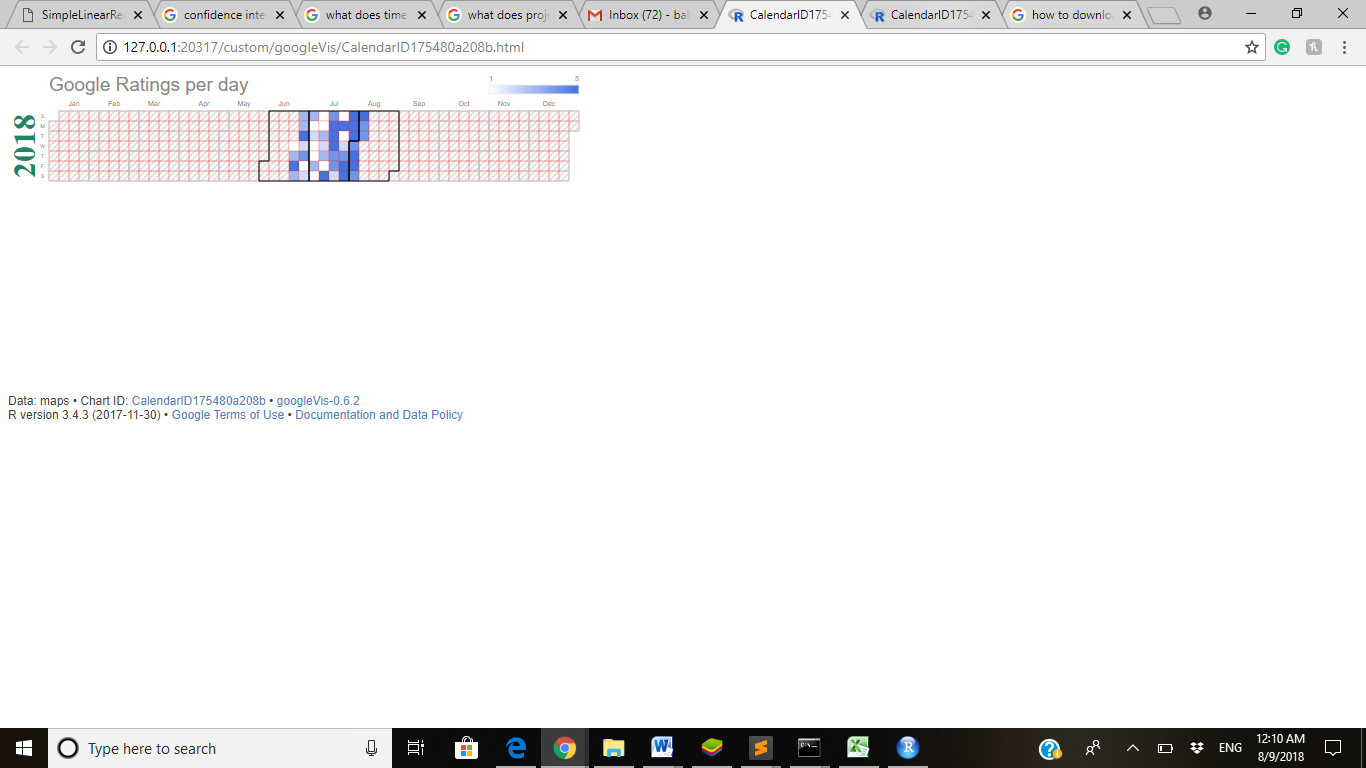 SimpleLinearRe
confidence inte
what does time
what does proje
Inbox (72) - bal
CalendarID1754
CalendarID1754
how to downlo
127.0.0.1:20317/custom/googleVis/CalendarID175480a208b.html
Google Ratings per day
1 5
Jan Feb Mar Apr May Jun Jul Aug Sep Oct Nov Dec
2018
S
M
T
W
T
F
S
Data: maps • Chart ID: CalendarID175480a208b • googleVis-0.6.2
R version 3.4.3 (2017-11-30) • Google Terms of Use • Documentation and Data Policy
Type here to search
ENG
12:10 AM
8/9/2018